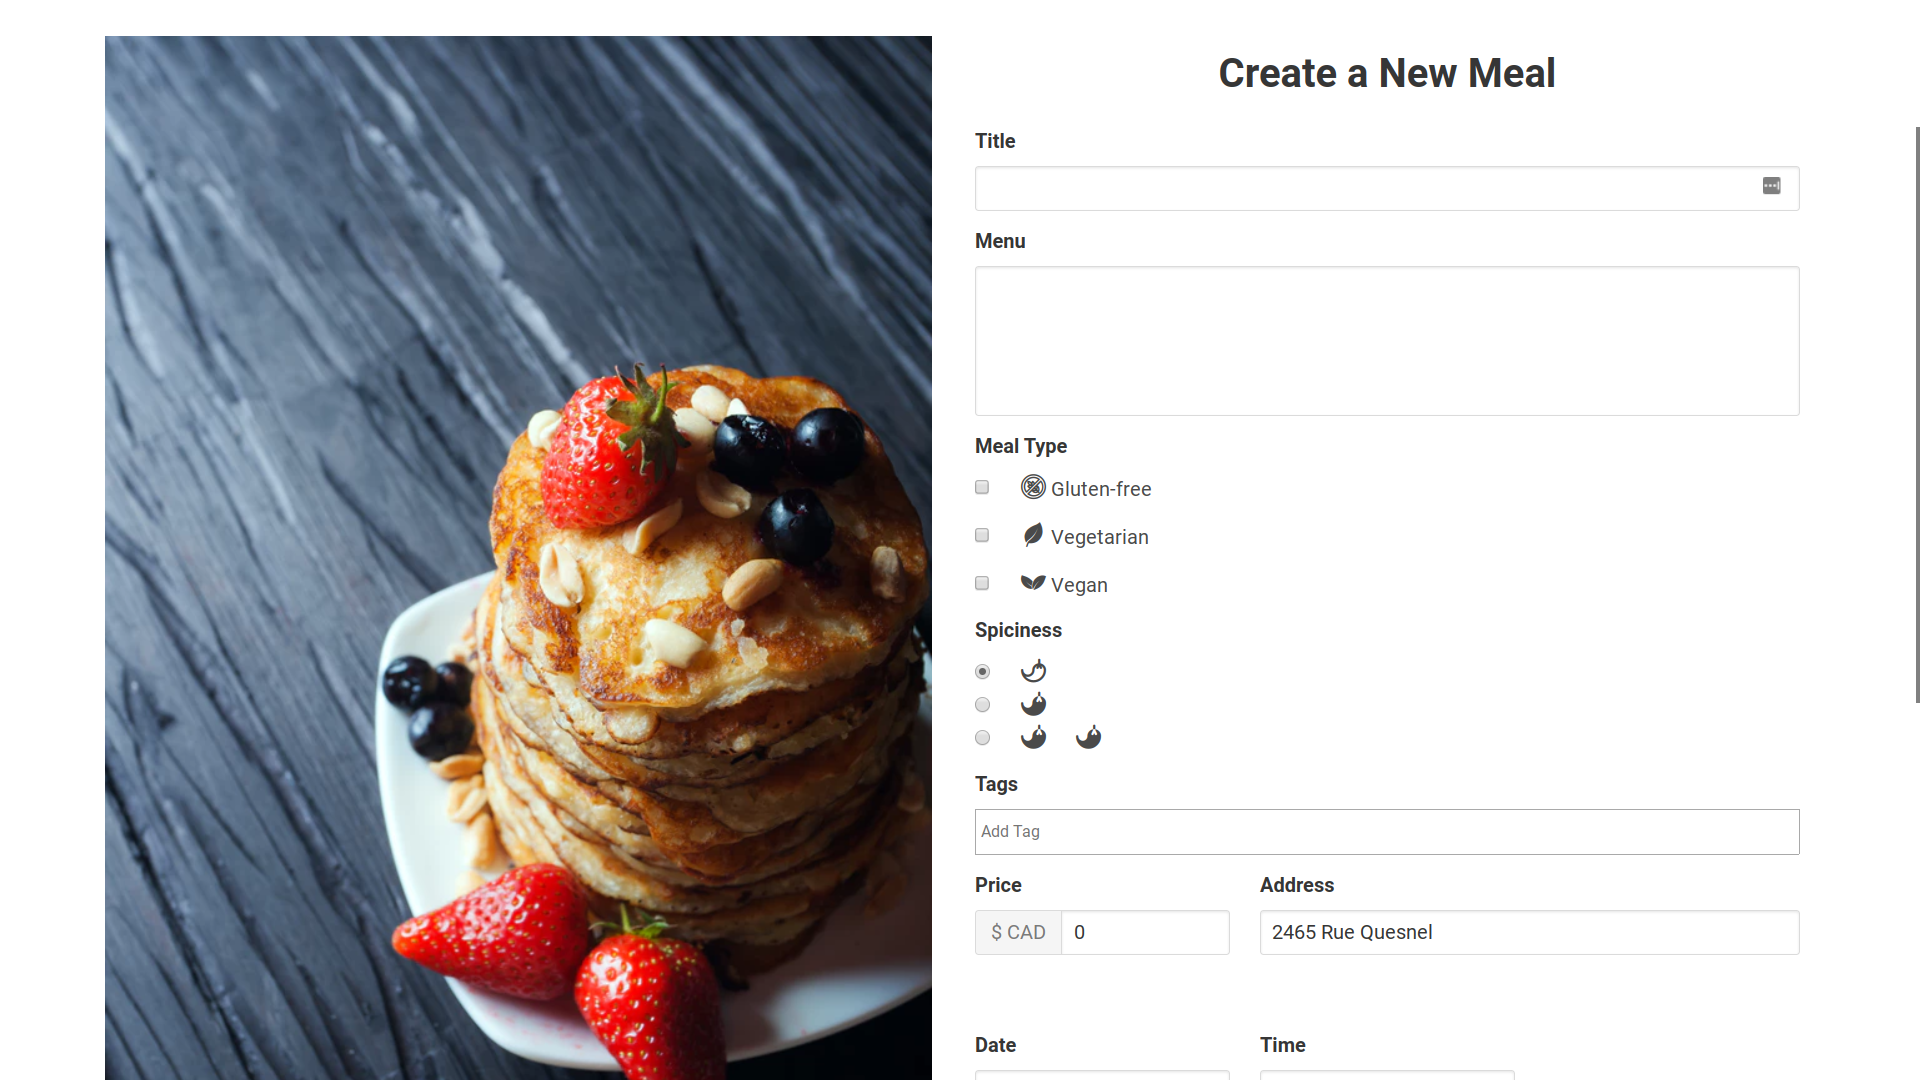 Create a New Meal
Title
Menu
Meal Type
Gluten-free
Vegetarian
Vegan
Spiciness
Tags
Add Tag
Price Address
$ CAD 0 2465 Rue Quesnel
Date Time